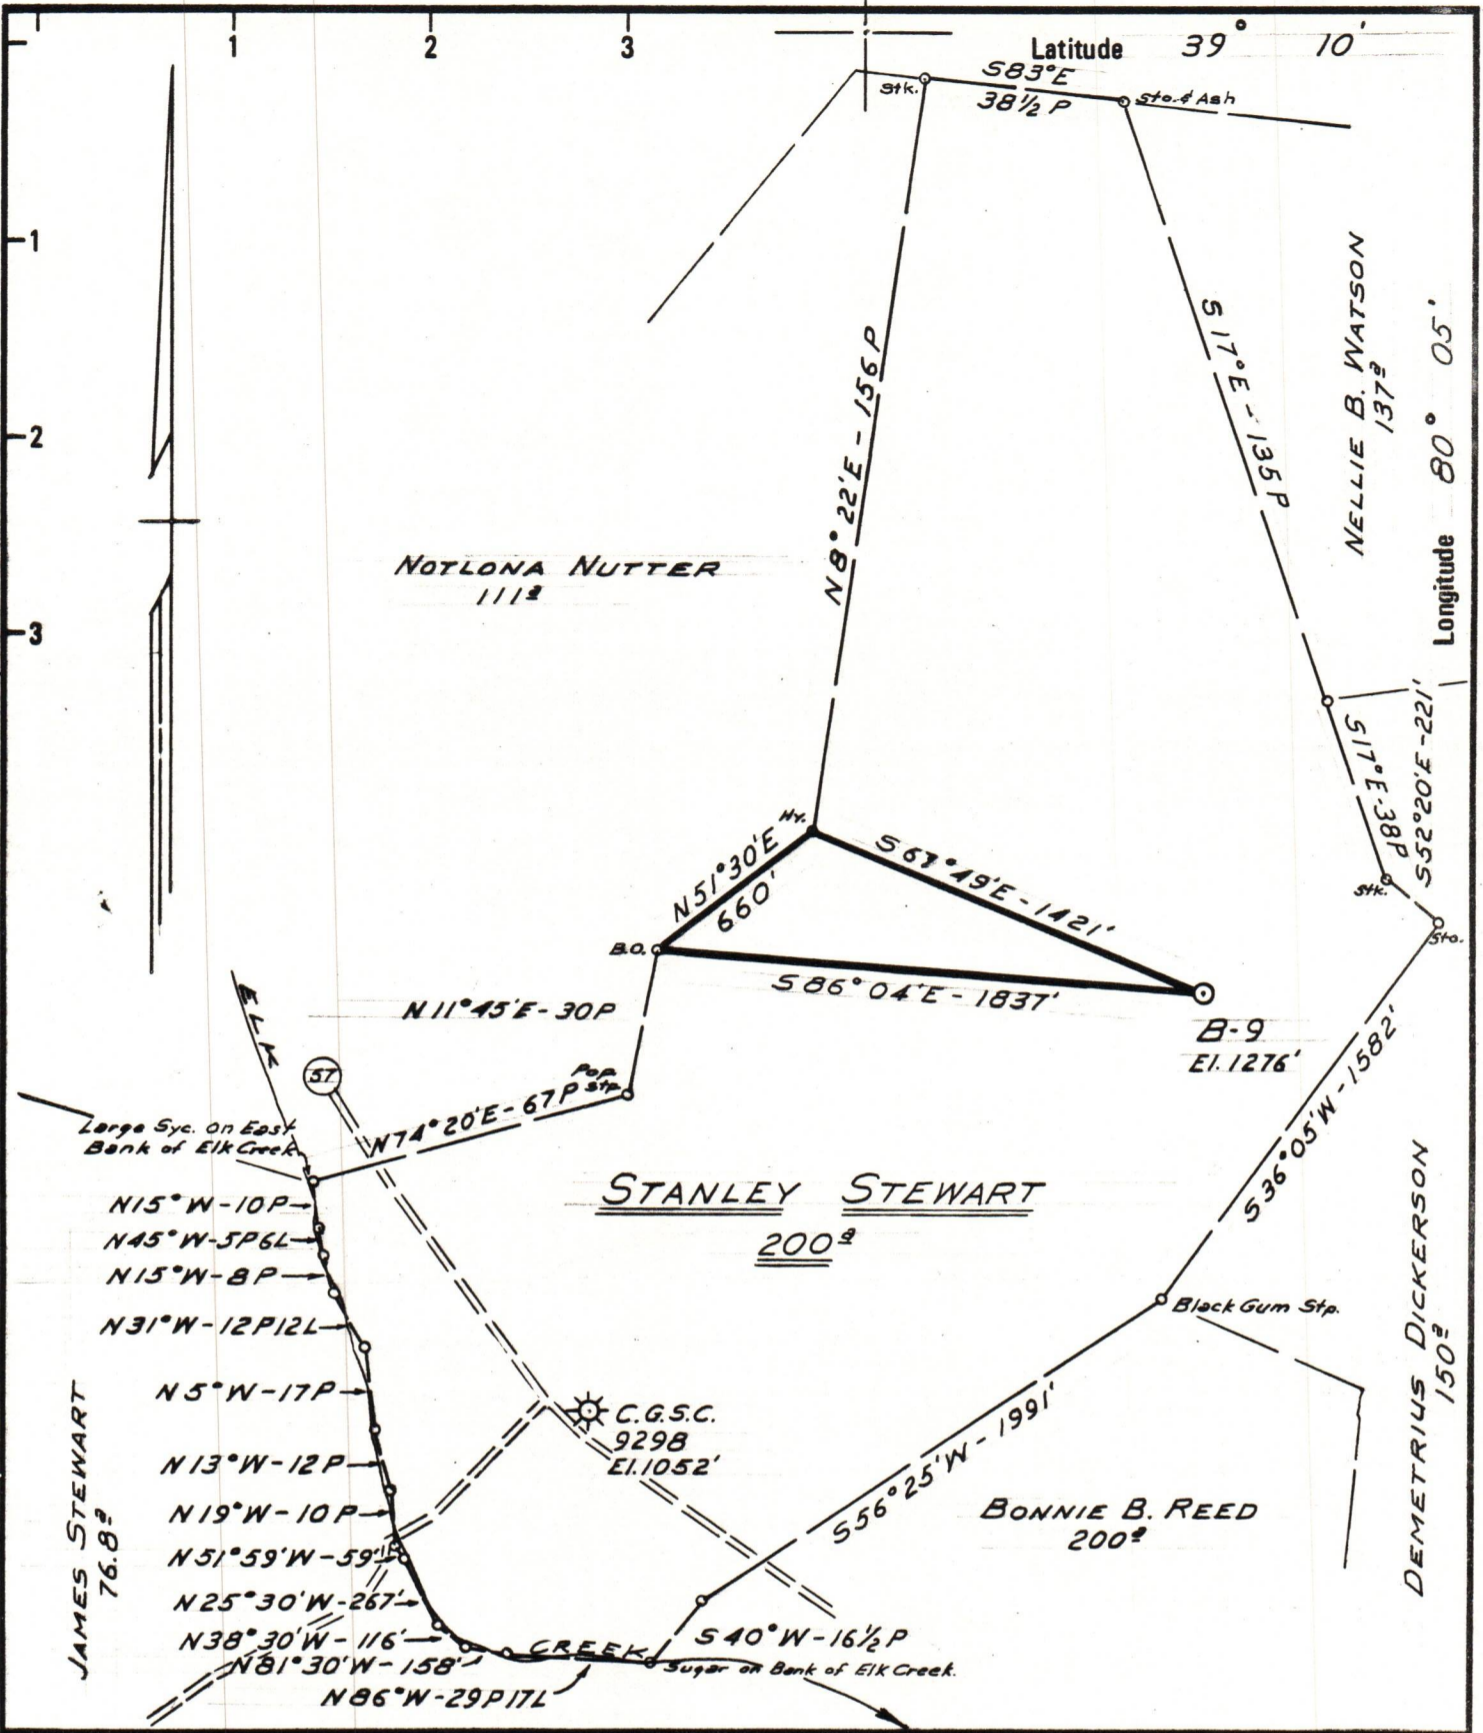 1 2 3
Latitude 39° 10'
S83°E
38½ P
Stk.
Sto. & Ash
1
2
3
N8°22'E - 156P
S17°E - 135P
NELLIE B. WATSON
137ª
Longitude 80° 05'
NOTLONA NUTTER
111ª
S17°E-38P
S52°20'E-221'
Stk.
Sto.
Hy.
N51°30'E
660'
S67°49'E-1421'
B.O.
S86°04'E-1837'
B-9
El. 1276'
N11°45'E-30P
ELK
57
Pop.
Stp.
N74°20'E-67P
Large Syc. on East
Bank of Elk Creek
STANLEY STEWART
200ª
S36°05'W-1582'
N15°W-10P
N45°W-5P6L
N15°W-8P
N31°W-12P12L
Black Gum Stp.
DEMETRIUS DICKERSON
150ª
N5°W-17P
C.G.S.C.
9298
El. 1052'
N13°W-12P
S56°25'W-1991'
JAMES STEWART
76.8ª
N19°W-10P
BONNIE B. REED
200ª
N51°59'W-59'
N25°30'W-267'
N38°30'W-116'
S40°W-16½P
CREEK
N81°30'W-158'
Sugar on Bank of Elk Creek.
N86°W-29P17L